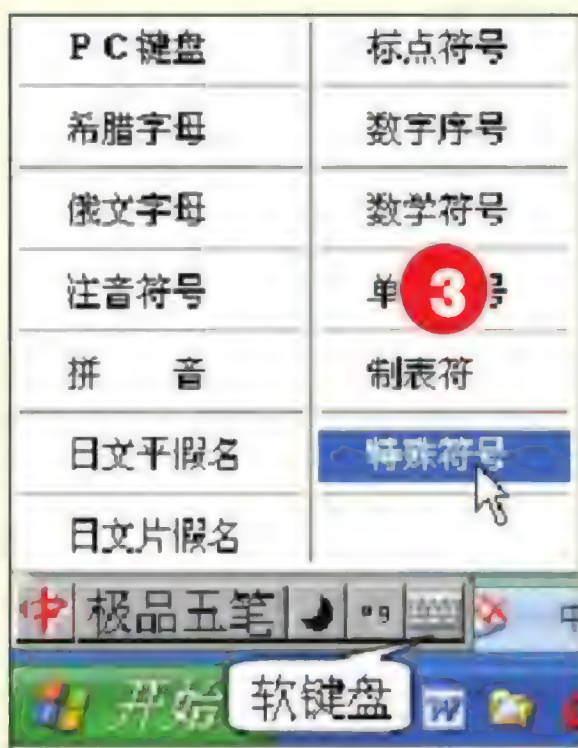 PC键盘 标点符号
希腊字母 数字序号
俄文字母 数学符号
注音符号 单 3 号
拼 音 制表符
日文平假名 特殊符号
日文片假名
中 极品五笔 中
开始 软键盘 W